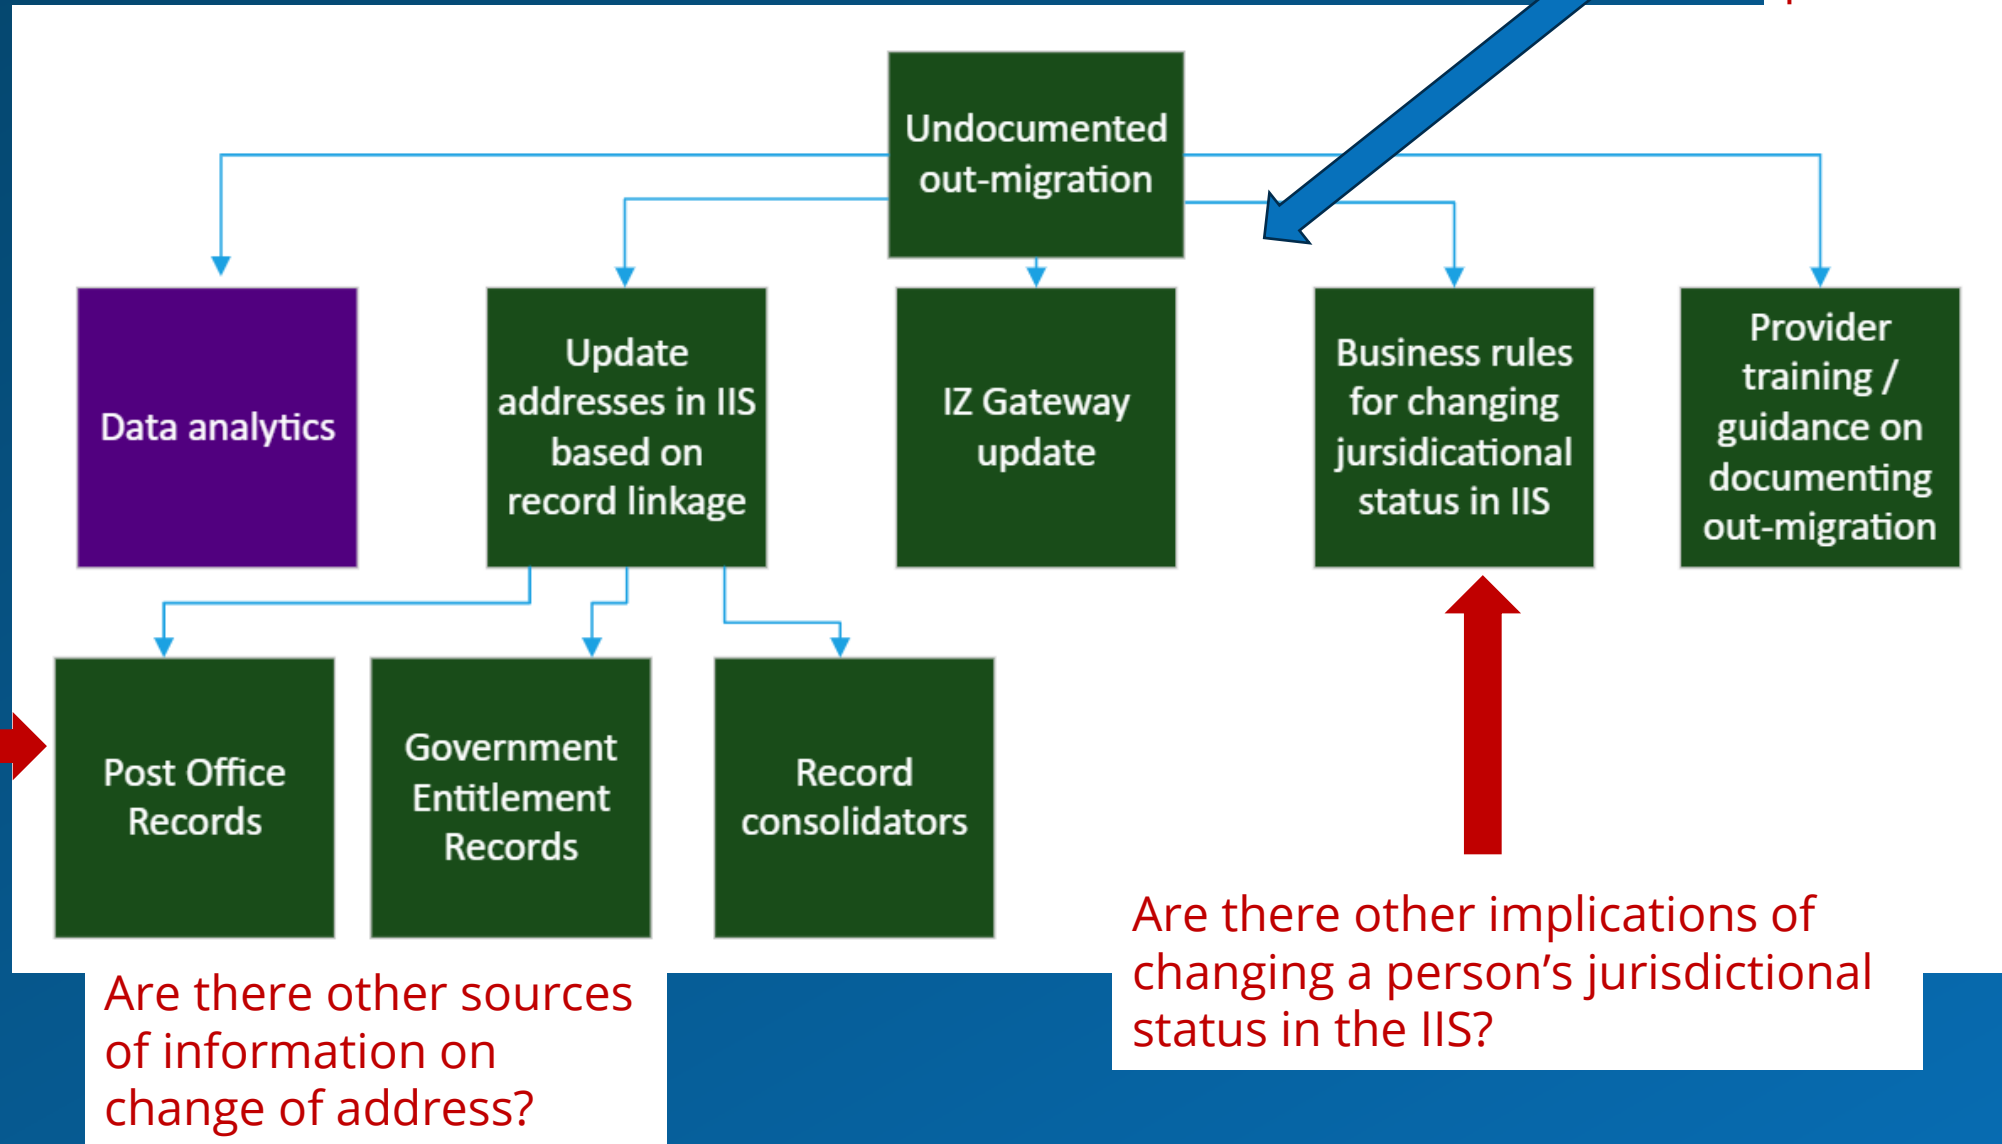 Undocumented
out-migration
Data analytics
Update
addresses in IIS
based on
record linkage
IZ Gateway
update
Business rules
for changing
jursidicational
status in IIS
Provider
training /
guidance on
documenting
out-migration
Post Office
Records
Government
Entitlement
Records
Record
consolidators
Are there other sources
of information on
change of address?
Are there other implications of
changing a person’s jurisdictional
status in the IIS?